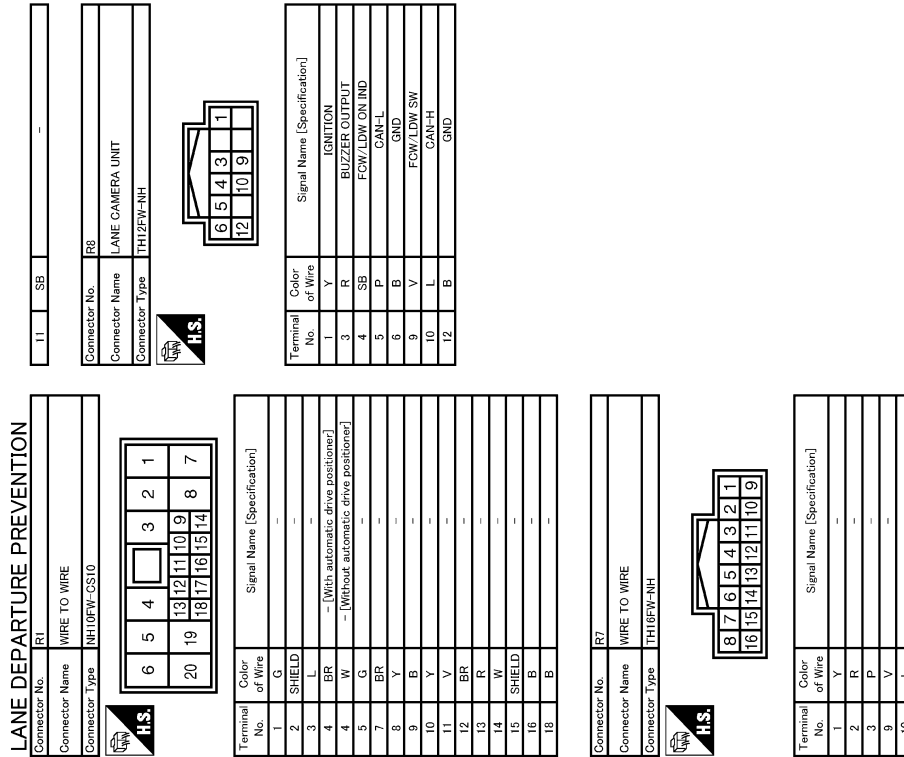 LANE DEPARTURE PREVENTION
Connector No. R1
Connector Name WIRE TO WIRE
Connector Type NH10FW-CS10
H.S.
6 5 4 3 2 1
20 19 13 12 11 10 9 8 7
18 17 16 15 14
Terminal No. Color of Wire Signal Name [Specification]
1 G -
2 SHIELD -
3 L -
4 BR - [With automatic drive positioner]
4 W - [Without automatic drive positioner]
5 G -
7 BR -
8 Y -
9 B -
10 Y -
11 V -
12 BR -
13 R -
14 W -
15 SHIELD -
16 B -
18 B -
Connector No. R7
Connector Name WIRE TO WIRE
Connector Type TH16FW-NH
H.S.
8 7 6 5 4 3 2 1
16 15 14 13 12 11 10 9
Terminal No. Color of Wire Signal Name [Specification]
1 Y -
2 R -
3 P -
9 V -
11 SB -
Connector No. R8
Connector Name LANE CAMERA UNIT
Connector Type TH12FW-NH
H.S.
6 5 4 3 1
12 10 9
Terminal No. Color of Wire Signal Name [Specification]
1 Y IGNITION
3 R BUZZER OUTPUT
4 SB FCW/LDW ON IND
5 P CAN-L
6 B GND
9 V FCW/LDW SW
10 L CAN-H
12 B GND